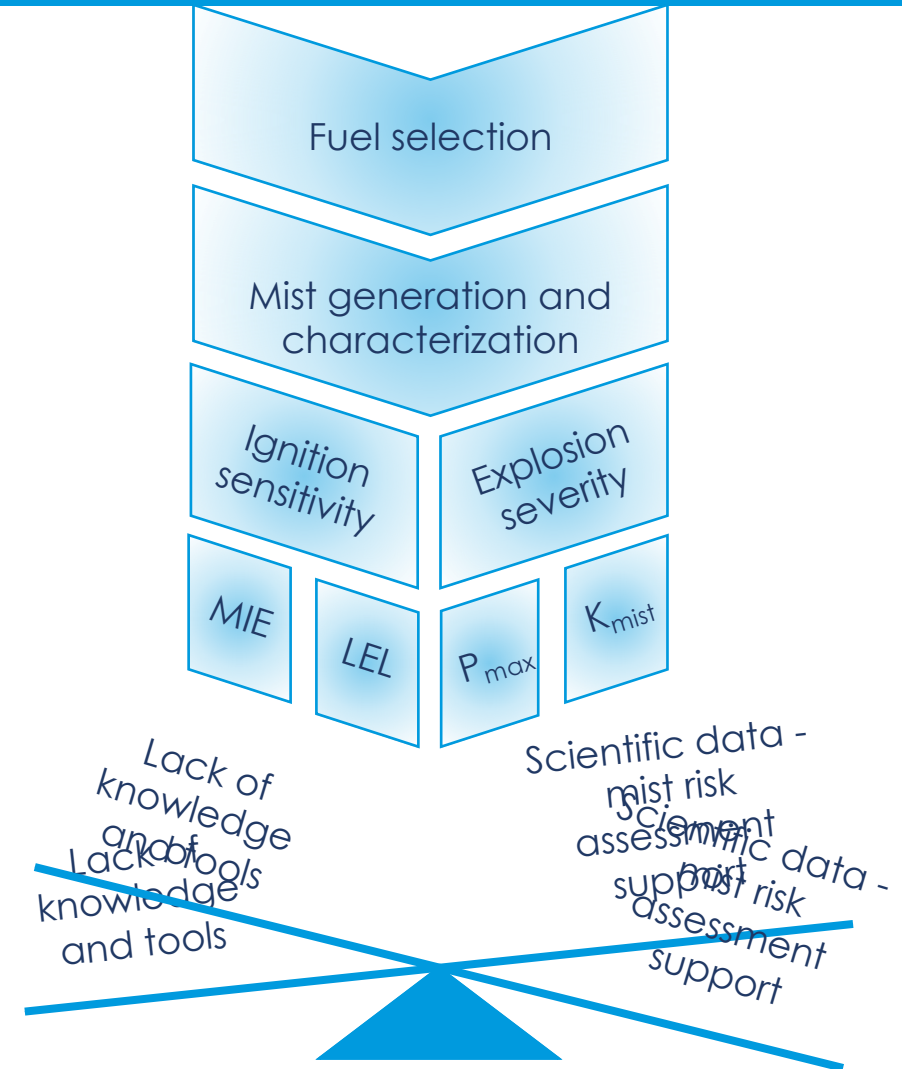 Fuel selection
Mist generation and
characterization
Ignition
sensitivity
Explosion
severity
MIE
LEL
Pmax
Kmist
Lack of
knowledge
and tools
Lack of
knowledge
and tools
Scientific data -
mist risk
assessment
support
Scientific data -
mist risk
assessment
support